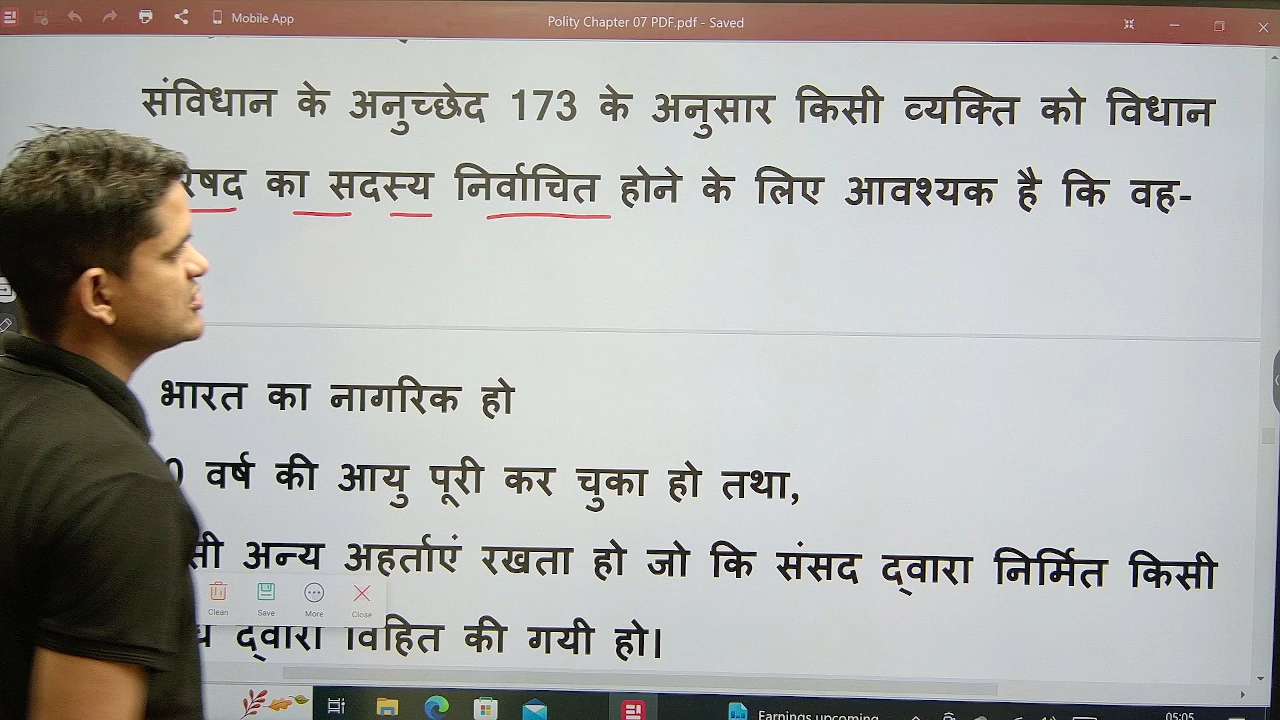 Mobile App
Polity Chapter 07 PDF.pdf - Saved
संविधान के अनुच्छेद 173 के अनुसार किसी व्यक्ति को विधान
का सदस्य निर्वाचित होने के लिए आवश्यक है कि वह-
भारत का नागरिक हो
वर्ष की आयु पूरी कर चुका हो तथा,
अन्य अहर्ताएं रखता हो जो कि संसद द्वारा निर्मित किसी
Clean Save More Close
द्वारा विहित की गयी हो।
Earnings upcoming
05:05